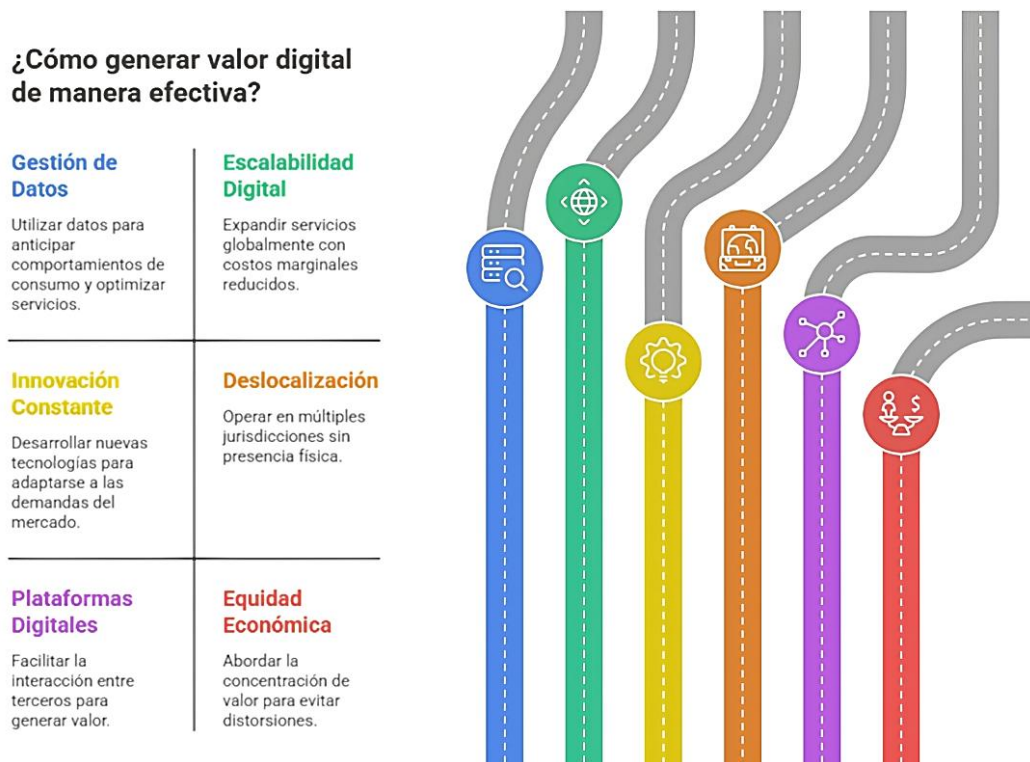 ¿Cómo generar valor digital
de manera efectiva?
Gestión de
Datos
Utilizar datos para
anticipar
comportamientos de
consumo y optimizar
servicios.
Escalabilidad
Digital
Expandir servicios
globalmente con
costos marginales
reducidos.
Innovación
Constante
Desarrollar nuevas
tecnologías para
adaptarse a las
demandas del
mercado.
Deslocalización
Operar en múltiples
jurisdicciones sin
presencia física.
Plataformas
Digitales
Facilitar la
interacción entre
terceros para
generar valor.
Equidad
Económica
Abordar la
concentración de
valor para evitar
distorsiones.
$